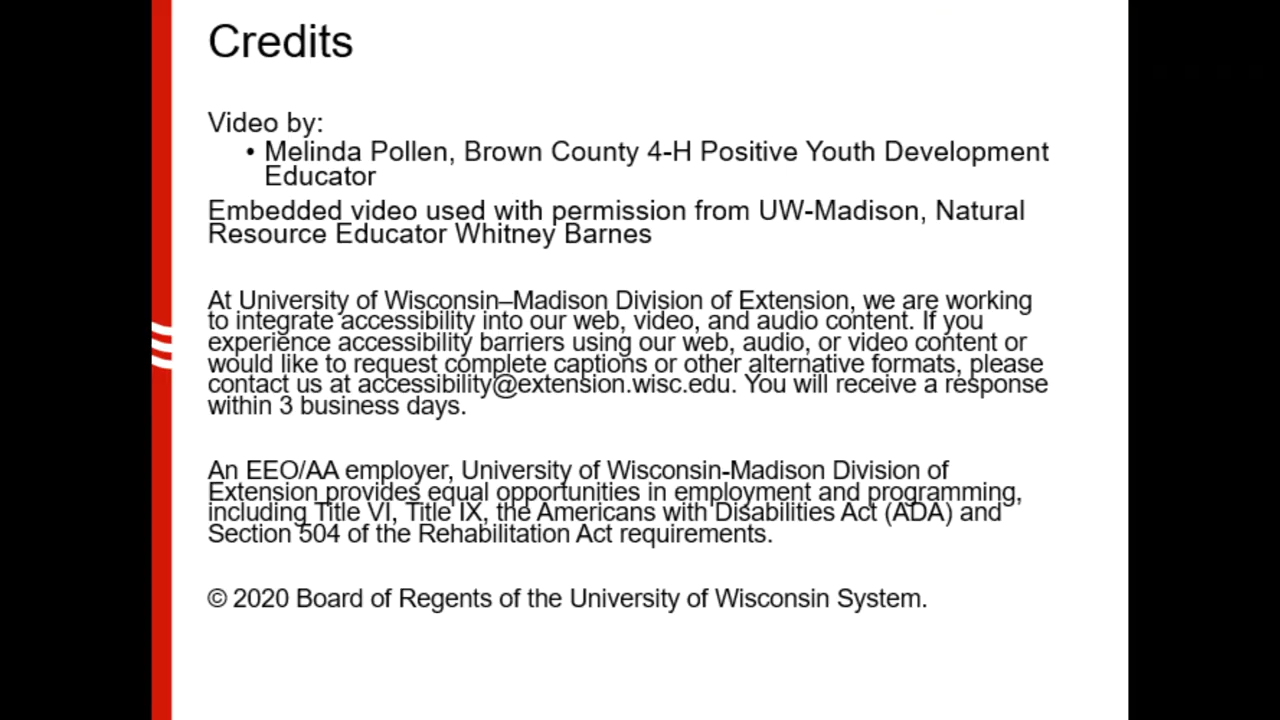 Credits
Video by:
• Melinda Pollen, Brown County 4-H Positive Youth Development
Educator
Embedded video used with permission from UW-Madison, Natural
Resource Educator Whitney Barnes
At University of Wisconsin–Madison Division of Extension, we are working
to integrate accessibility into our web, video, and audio content. If you
experience accessibility barriers using our web, audio, or video content or
would like to request complete captions or other alternative formats, please
contact us at accessibility@extension.wisc.edu. You will receive a response
within 3 business days.
An EEO/AA employer, University of Wisconsin-Madison Division of
Extension provides equal opportunities in employment and programming,
including Title VI, Title IX, the Americans with Disabilities Act (ADA) and
Section 504 of the Rehabilitation Act requirements.
© 2020 Board of Regents of the University of Wisconsin System.